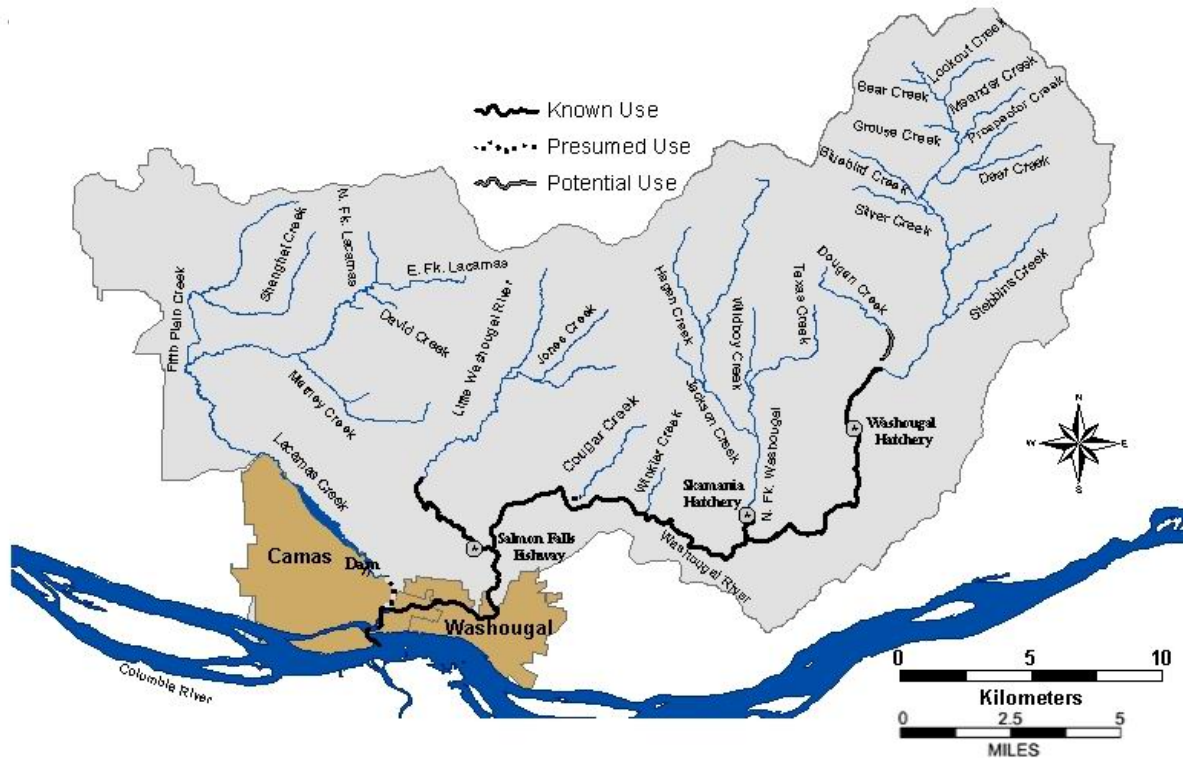 Known Use
Presumed Use
Potential Use
Lookout Creek
Bear Creek
Meander Creek
Grouse Creek
Prospector Creek
Bluebird Creek
Deer Creek
Silver Creek
Stebbins Creek
Dougan Creek
Texas Creek
Wildboy Creek
Hagen Creek
Jackson Creek
N. Fk. Washougal
Shanghai Creek
N. Fk. Lacamas
E. Fk. Lacamas
David Creek
Fifth Plain Creek
Matney Creek
Lacamas Creek
Little Washougal River
Jones Creek
Cougar Creek
Winkler Creek
Washougal
Hatchery
Skamania
Hatchery
Salmon Falls
Fishway
Washougal River
Camas
Dam
Washougal
Columbia River
N
W
E
S
0
5
10
Kilometers
0
2.5
5
MILES